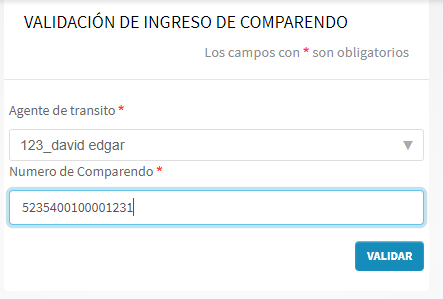 VALIDACIÓN DE INGRESO DE COMPARENDO
Los campos con * son obligatorios
Agente de transito *
123_david edgar
Numero de Comparendo *
5235400100001231
VALIDAR